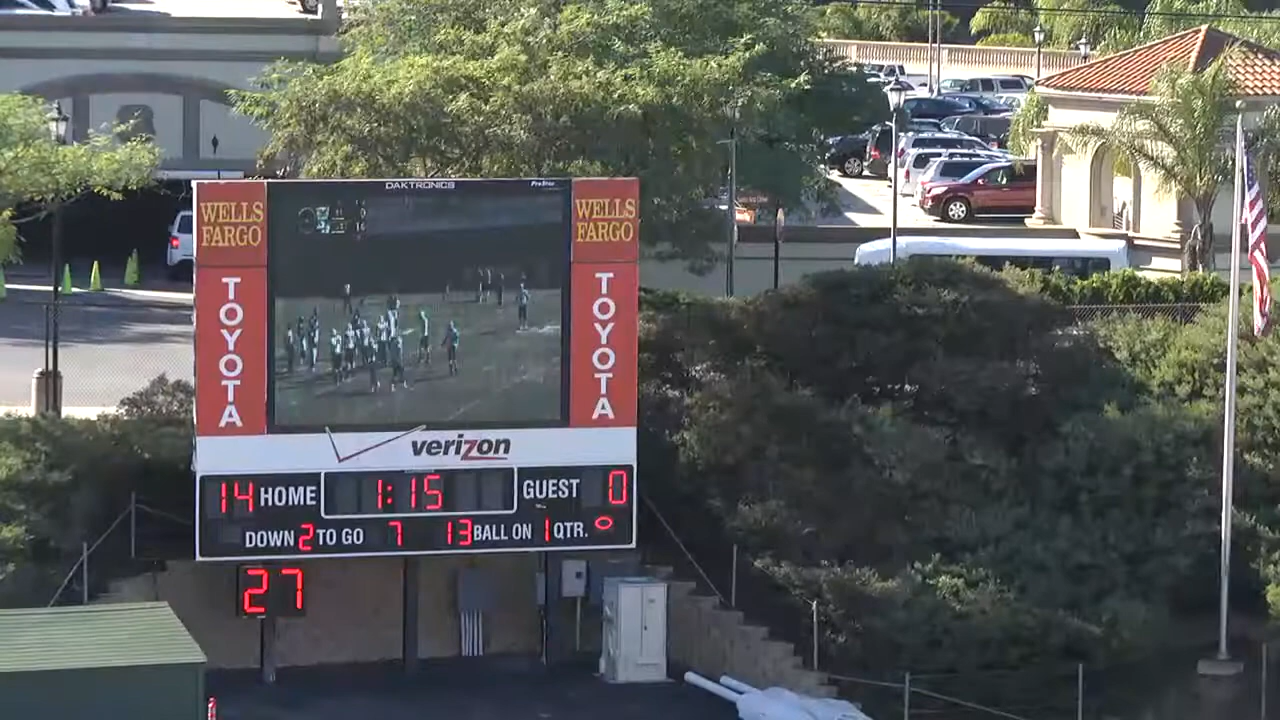 DAKTRONICS ProStar
WELLS FARGO
WELLS FARGO
TOYOTA
TOYOTA
verizon
14 HOME 1:15 GUEST 0
DOWN 2 TO GO 7 13 BALL ON 1 QTR.
27